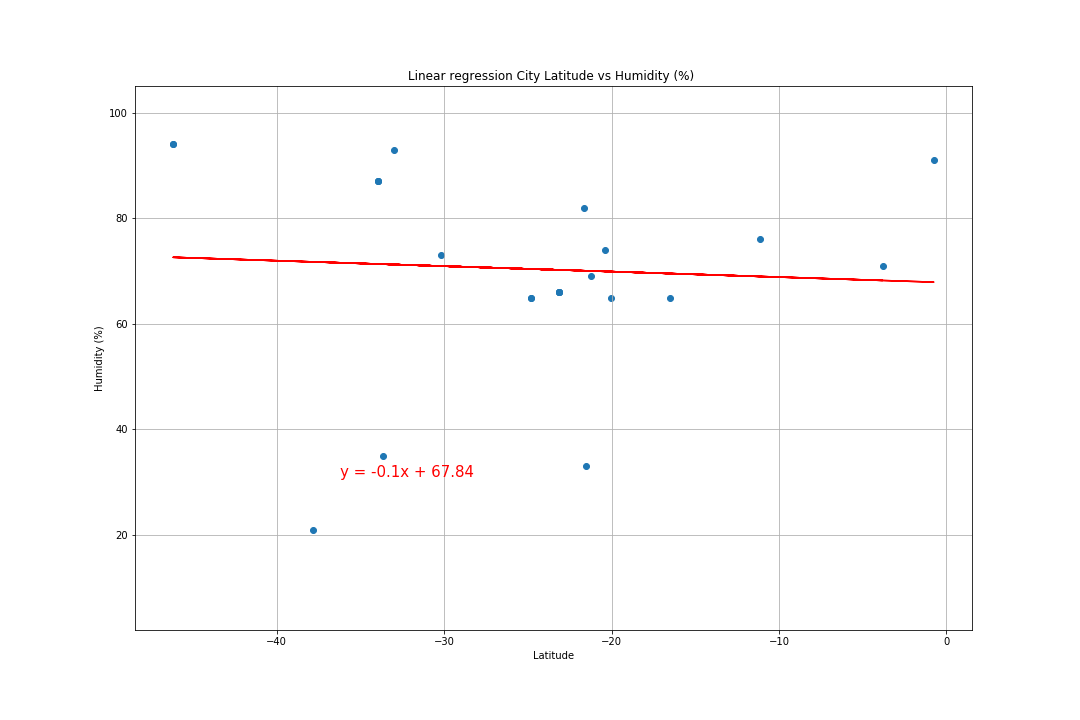 Linear regression City Latitude vs Humidity (%)
100
80
60
40
20
Humidity (%)
y = -0.1x + 67.84
−40
−30
−20
−10
0
Latitude